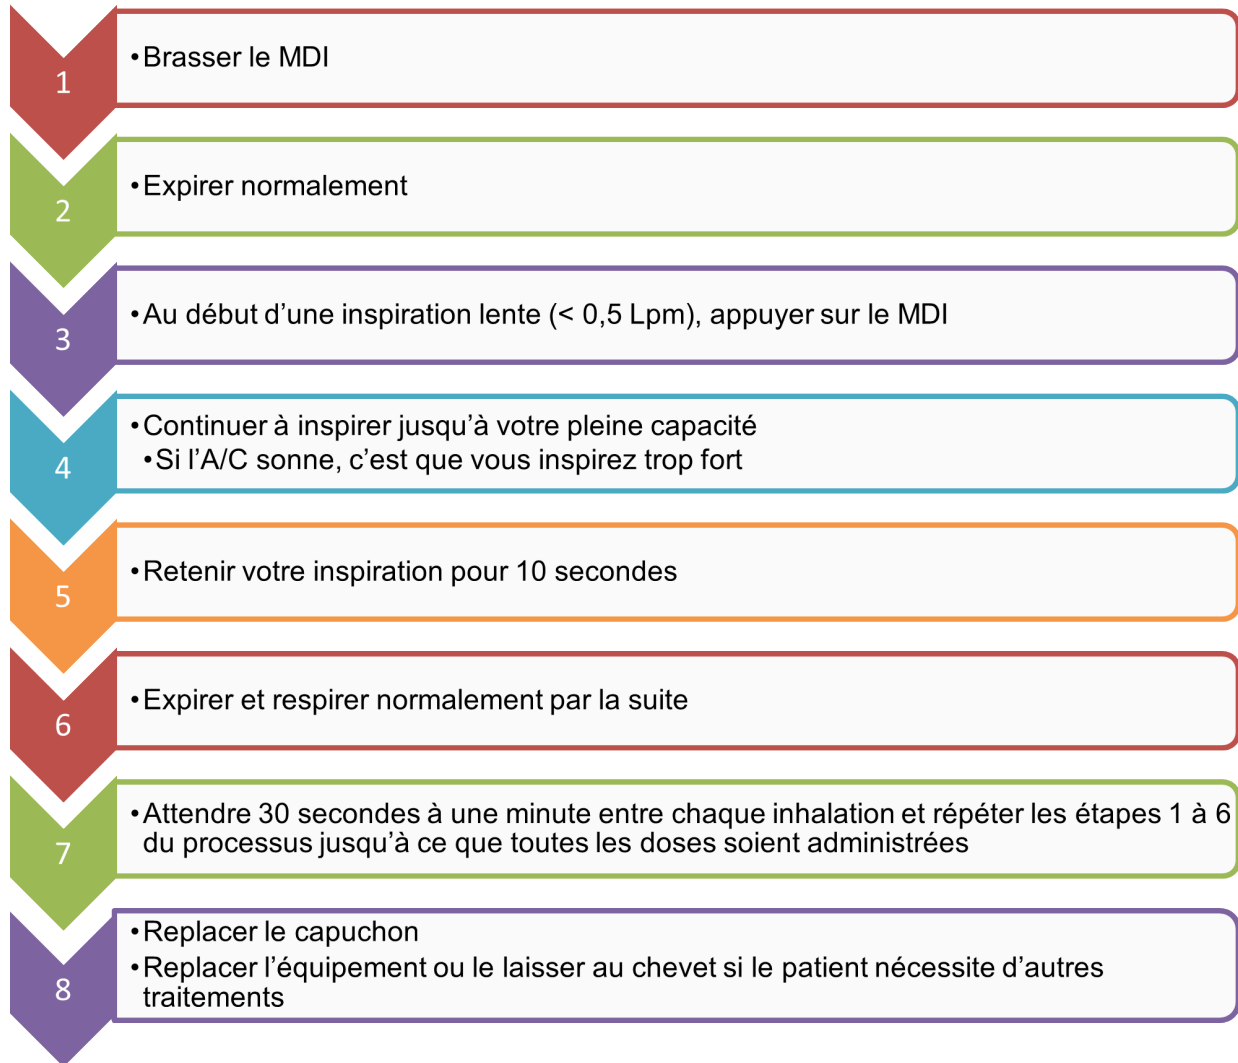 1
•Brasser le MDI
2
•Expirer normalement
3
•Au début d’une inspiration lente (< 0,5 Lpm), appuyer sur le MDI
4
•Continuer à inspirer jusqu’à votre pleine capacité
•Si l’A/C sonne, c’est que vous inspirez trop fort
5
•Retenir votre inspiration pour 10 secondes
6
•Expirer et respirer normalement par la suite
7
•Attendre 30 secondes à une minute entre chaque inhalation et répéter les étapes 1 à 6
du processus jusqu’à ce que toutes les doses soient administrées
8
•Replacer le capuchon
•Replacer l’équipement ou le laisser au chevet si le patient nécessite d’autres
traitements